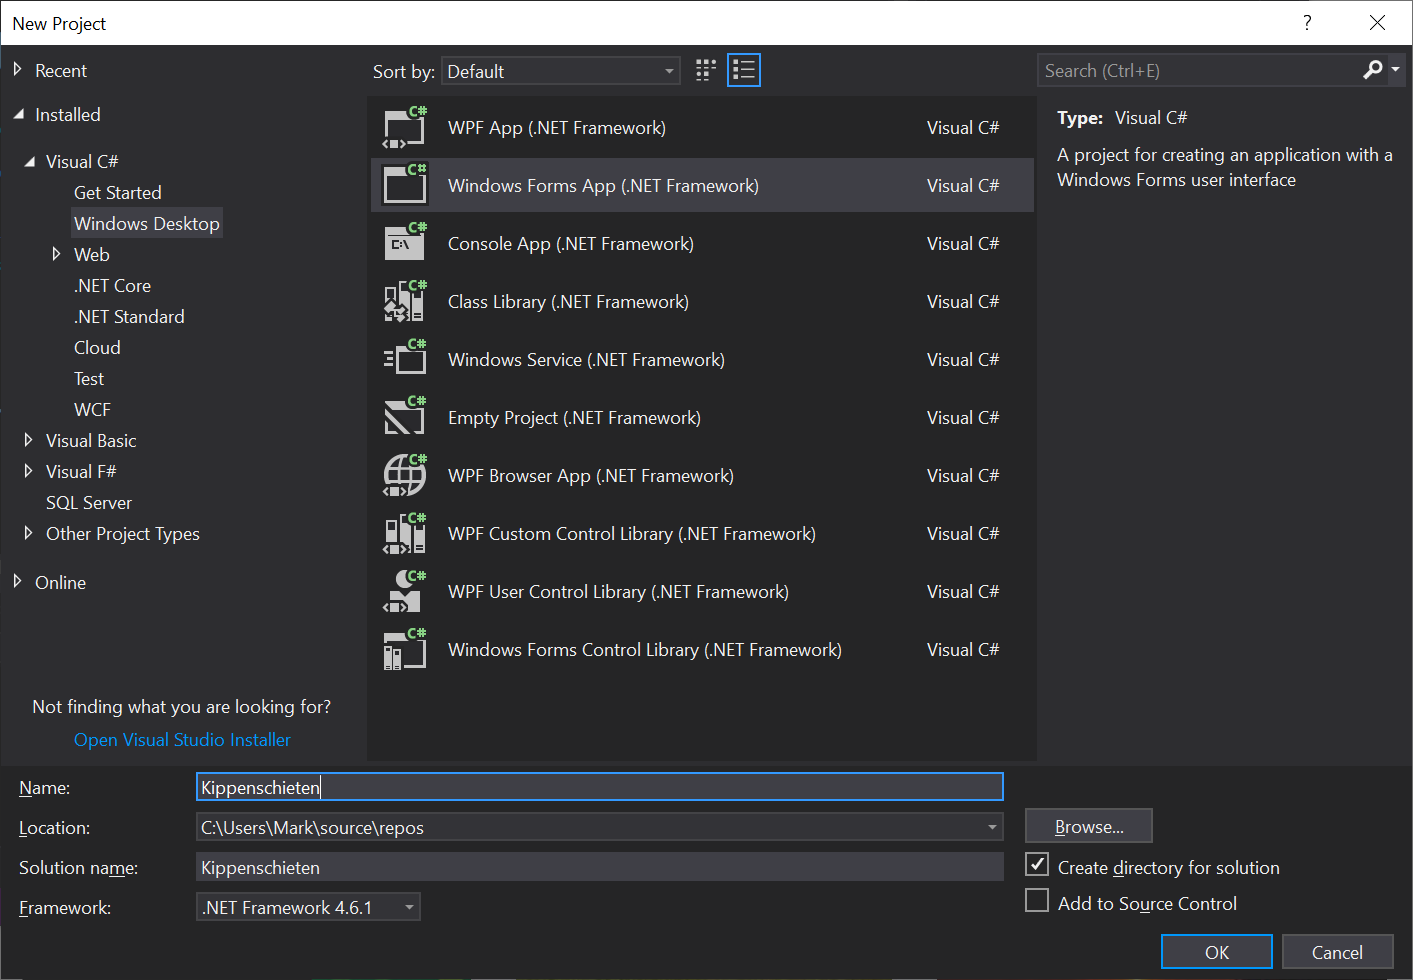 New Project
?
Recent
Installed
Visual C#
Get Started
Windows Desktop
Web
.NET Core
.NET Standard
Cloud
Test
WCF
Visual Basic
Visual F#
SQL Server
Other Project Types
Online
Not finding what you are looking for?
Open Visual Studio Installer
Sort by: Default
C# WPF App (.NET Framework) Visual C#
C# Windows Forms App (.NET Framework) Visual C#
C# C:\ Console App (.NET Framework) Visual C#
C# Class Library (.NET Framework) Visual C#
C# Windows Service (.NET Framework) Visual C#
C# Empty Project (.NET Framework) Visual C#
C# WPF Browser App (.NET Framework) Visual C#
C# WPF Custom Control Library (.NET Framework) Visual C#
C# WPF User Control Library (.NET Framework) Visual C#
C# Windows Forms Control Library (.NET Framework) Visual C#
Search (Ctrl+E)
Type: Visual C#
A project for creating an application with a
Windows Forms user interface
Name: Kippenschieten
Location: C:\Users\Mark\source\repos
Browse...
Solution name: Kippenschieten
Create directory for solution
Framework: .NET Framework 4.6.1
Add to Source Control
OK
Cancel